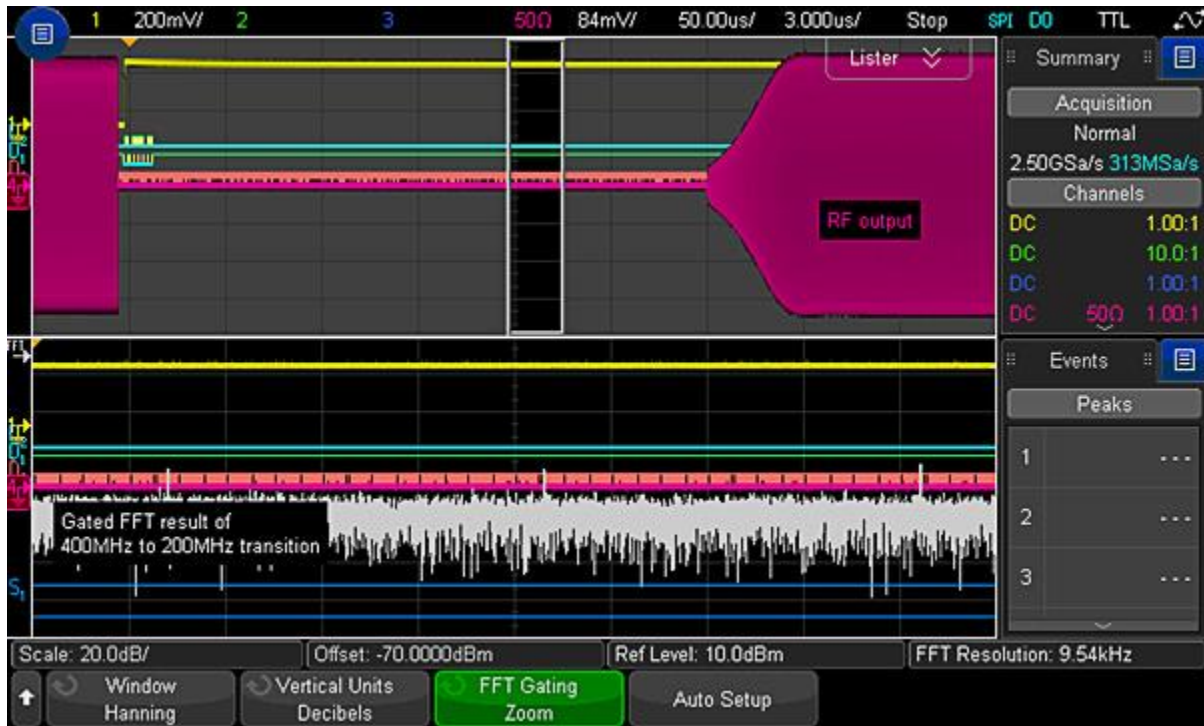 1 200mV/ 2 3 50Ω 84mV/ 50.00us/ 3.000us/ Stop SPI D0 TTL
Lister
RF output
Summary
Acquisition
Normal
2.50GSa/s 313MSa/s
Channels
DC 1.00:1
DC 10.0:1
DC 1.00:1
DC 50Ω 1.00:1
Gated FFT result of
400MHz to 200MHz transition
S1
Events
Peaks
1 ---
2 ---
3 ---
Scale: 20.0dB/ Offset: -70.0000dBm Ref Level: 10.0dBm FFT Resolution: 9.54kHz
Window
Hanning
Vertical Units
Decibels
FFT Gating
Zoom
Auto Setup